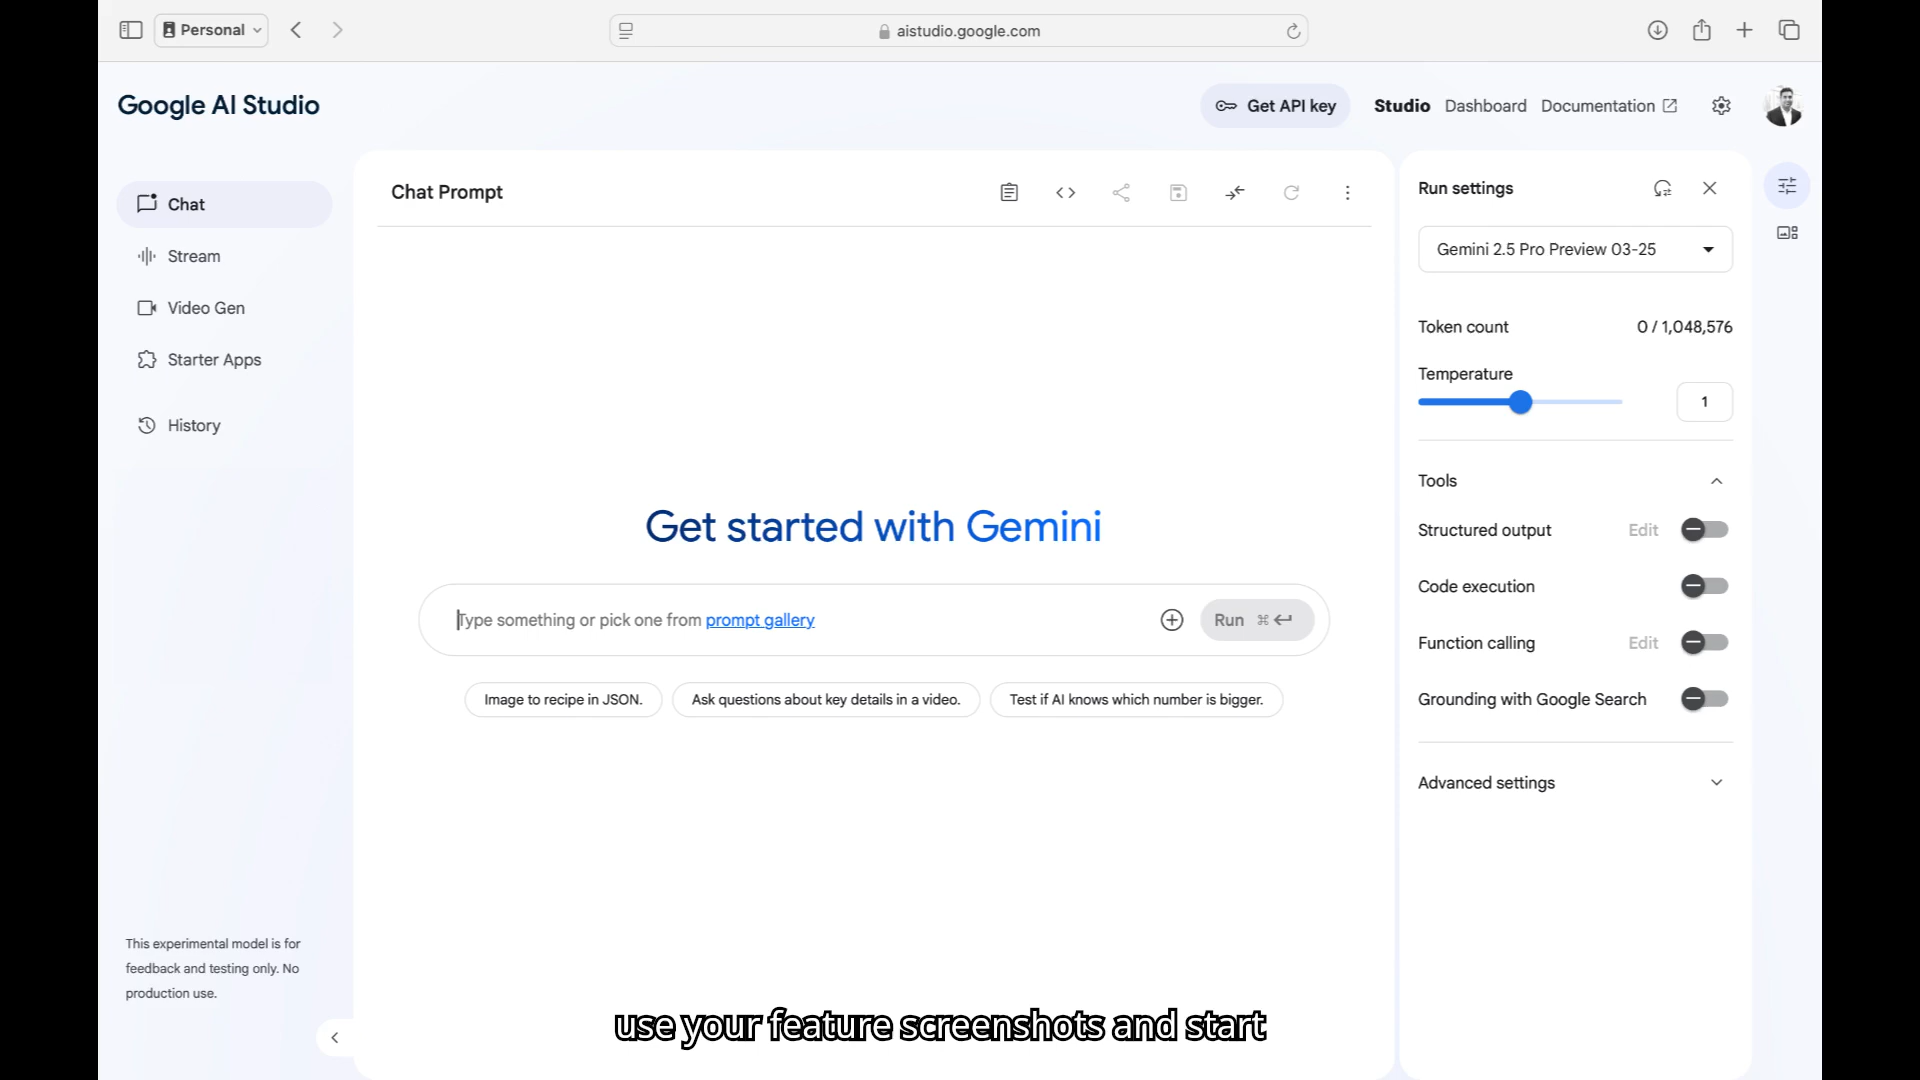 Personal
aistudio.google.com
Google AI Studio
Get API key
Studio
Dashboard
Documentation
Chat
Stream
Video Gen
Starter Apps
History
This experimental model is for
feedback and testing only. No
production use.
Chat Prompt
Get started with Gemini
Type something or pick one from prompt gallery
Run ⌘ ↵
Image to recipe in JSON.
Ask questions about key details in a video.
Test if AI knows which number is bigger.
Run settings
Gemini 2.5 Pro Preview 03-25
Token count 0 / 1,048,576
Temperature
1
Tools
Structured output Edit
Code execution
Function calling Edit
Grounding with Google Search
Advanced settings
use your feature screenshots and start